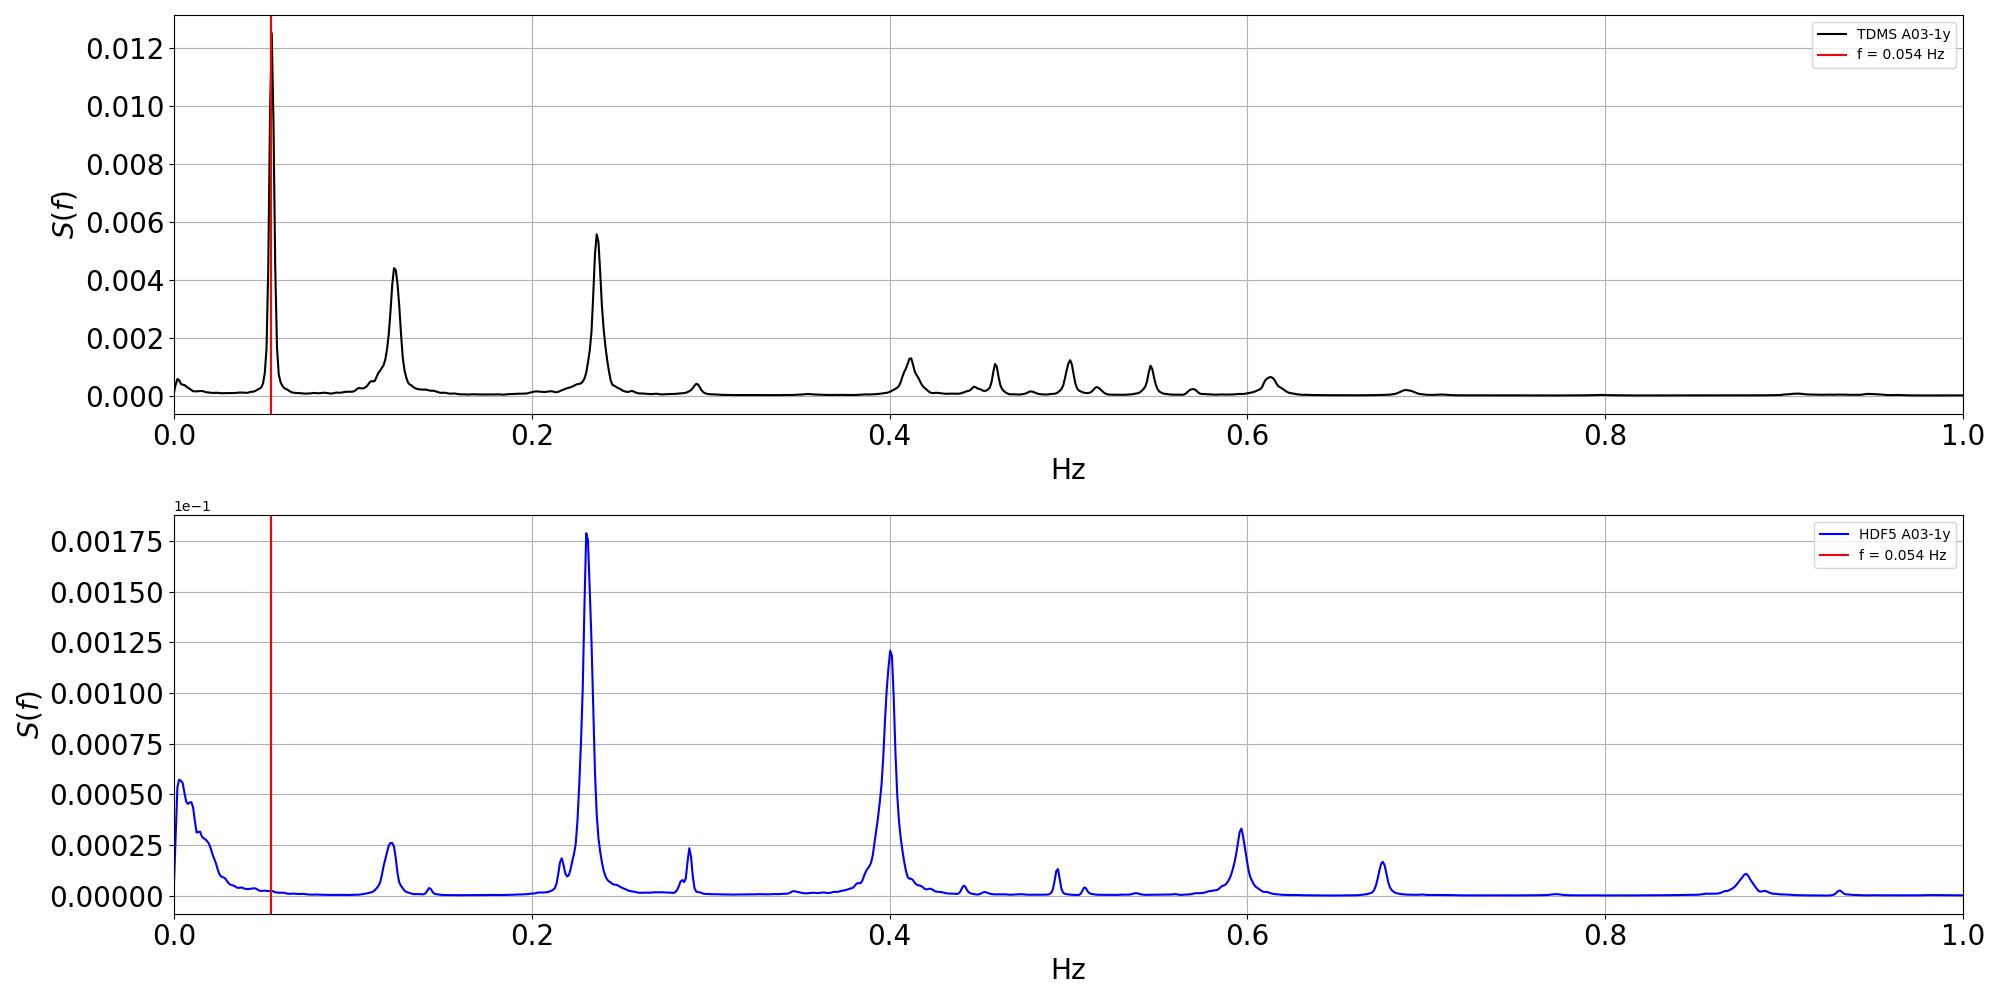 0.012
0.010
0.008
0.006
0.004
0.002
0.000
S(f)
TDMS A03-1y
f = 0.054 Hz
0.0 0.2 0.4 0.6 0.8 1.0
Hz
1e−1
0.00175
0.00150
0.00125
0.00100
0.00075
0.00050
0.00025
0.00000
S(f)
HDF5 A03-1y
f = 0.054 Hz
0.0 0.2 0.4 0.6 0.8 1.0
Hz